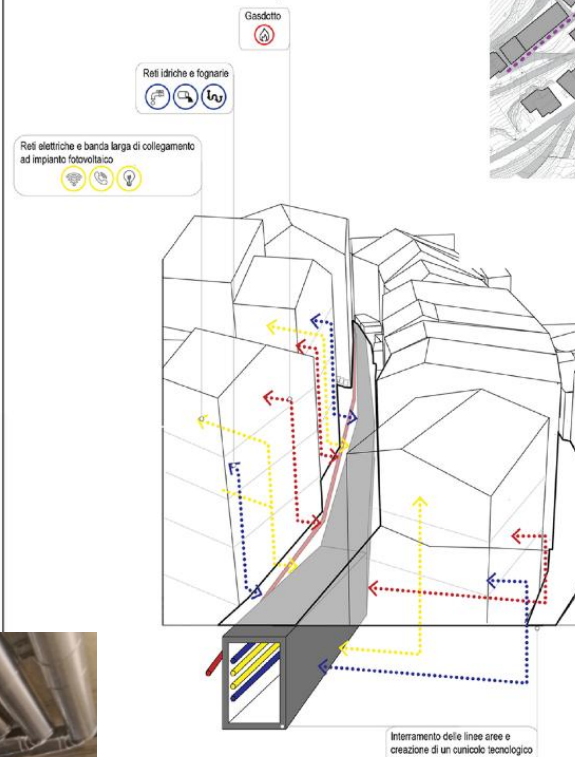 Gasdotto
Reti idriche e fognarie
Reti elettriche e banda larga di collegamento
ad impianto fotovoltaico
Interramento delle linee aree e
creazione di un cunicolo tecnologico